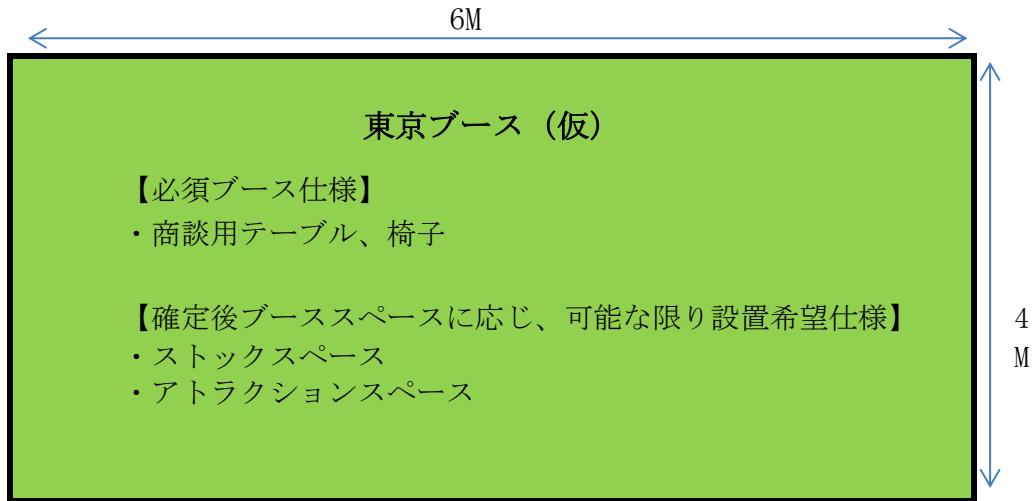 6M
東京ブース（仮）
【必須ブース仕様】
・商談用テーブル、椅子
【確定後ブーススペースに応じ、可能な限り設置希望仕様】
・ストックスペース
・アトラクションスペース
4
M